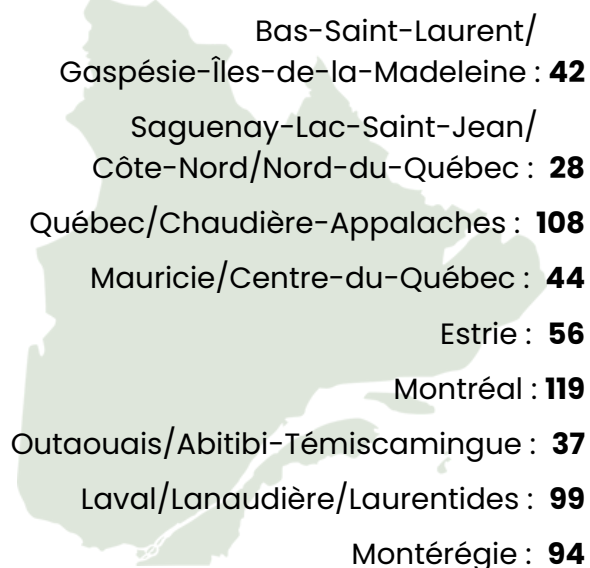 Bas-Saint-Laurent/
Gaspésie-Îles-de-la-Madeleine : 42
Saguenay-Lac-Saint-Jean/
Côte-Nord/Nord-du-Québec : 28
Québec/Chaudière-Appalaches : 108
Mauricie/Centre-du-Québec : 44
Estrie : 56
Montréal : 119
Outaouais/Abitibi-Témiscamingue : 37
Laval/Lanaudière/Laurentides : 99
Montérégie : 94